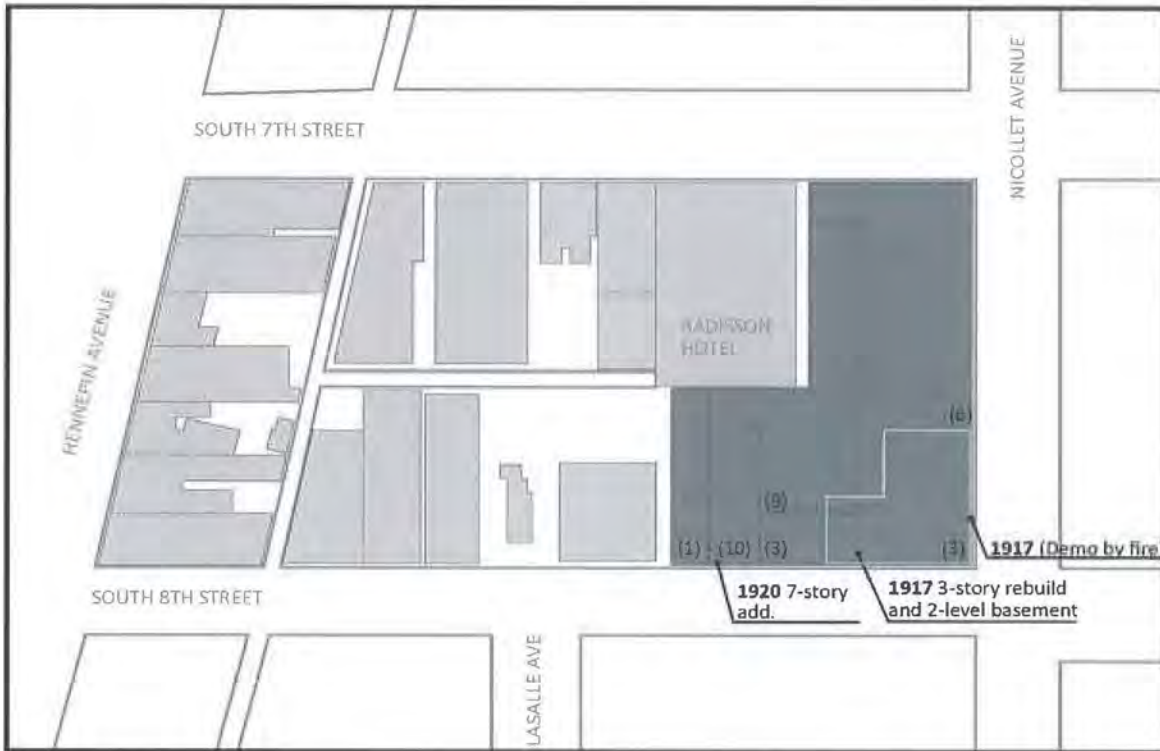 NICOLLET AVENUE
SOUTH 7TH STREET
RADISSON
HOTEL
HENNEPIN AVENUE
(6)
(9)
(1) - (10) (3)
(3)
1917 (Demo by fire)
1920 7-story
add.
1917 3-story rebuild
and 2-level basement
SOUTH 8TH STREET
LASALLE AVE